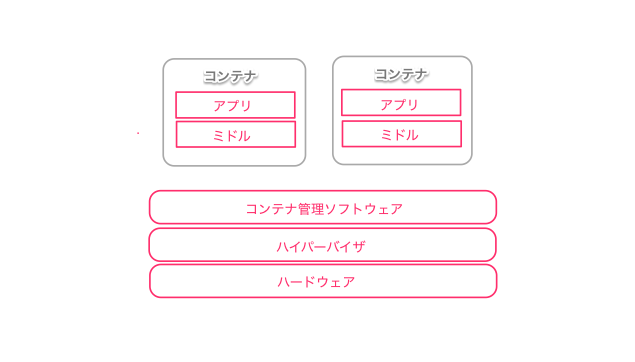 コンテナ
アプリ
ミドル
コンテナ
アプリ
ミドル
コンテナ管理ソフトウェア
ハイパーバイザ
ハードウェア